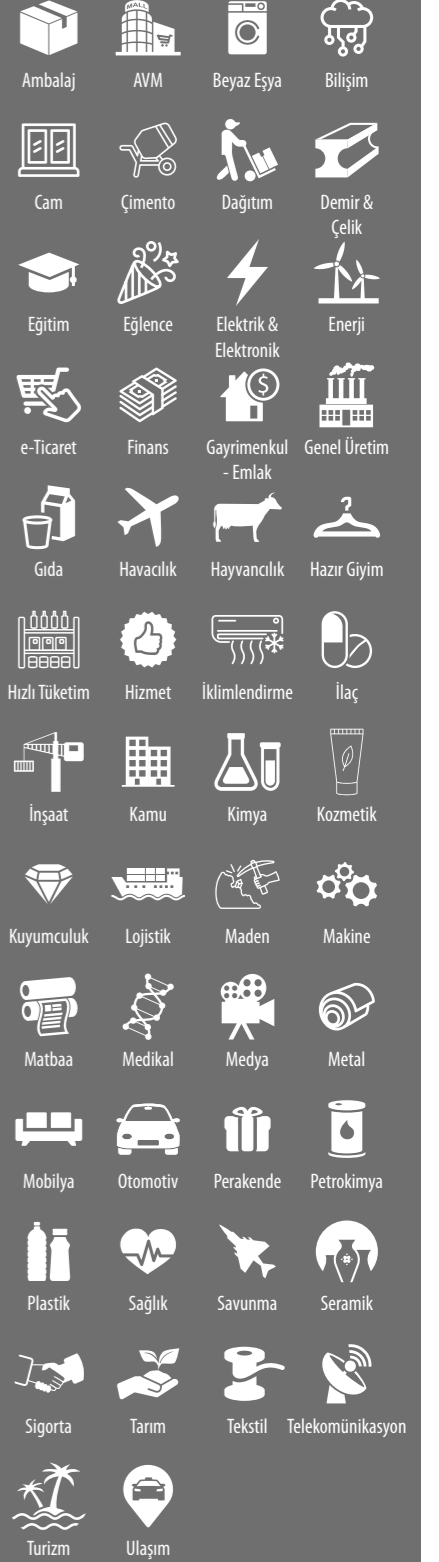 MALL
Ambalaj
AVM
Beyaz Eşya
Bilişim
Cam
Çimento
Dağıtım
Demir &
Çelik
Eğitim
Eğlence
Elektrik &
Elektronik
Enerji
e-Ticaret
Finans
Gayrimenkul
- Emlak
Genel Üretim
Gıda
Havacılık
Hayvancılık
Hazır Giyim
Hızlı Tüketim
Hizmet
İklimlendirme
İlaç
İnşaat
Kamu
Kimya
Kozmetik
Kuyumculuk
Lojistik
Maden
Makine
Matbaa
Medikal
Medya
Metal
Mobilya
Otomotiv
Perakende
Petrokimya
Plastik
Sağlık
Savunma
Seramik
Sigorta
Tarım
Tekstil
Telekomünikasyon
Turizm
Ulaşım